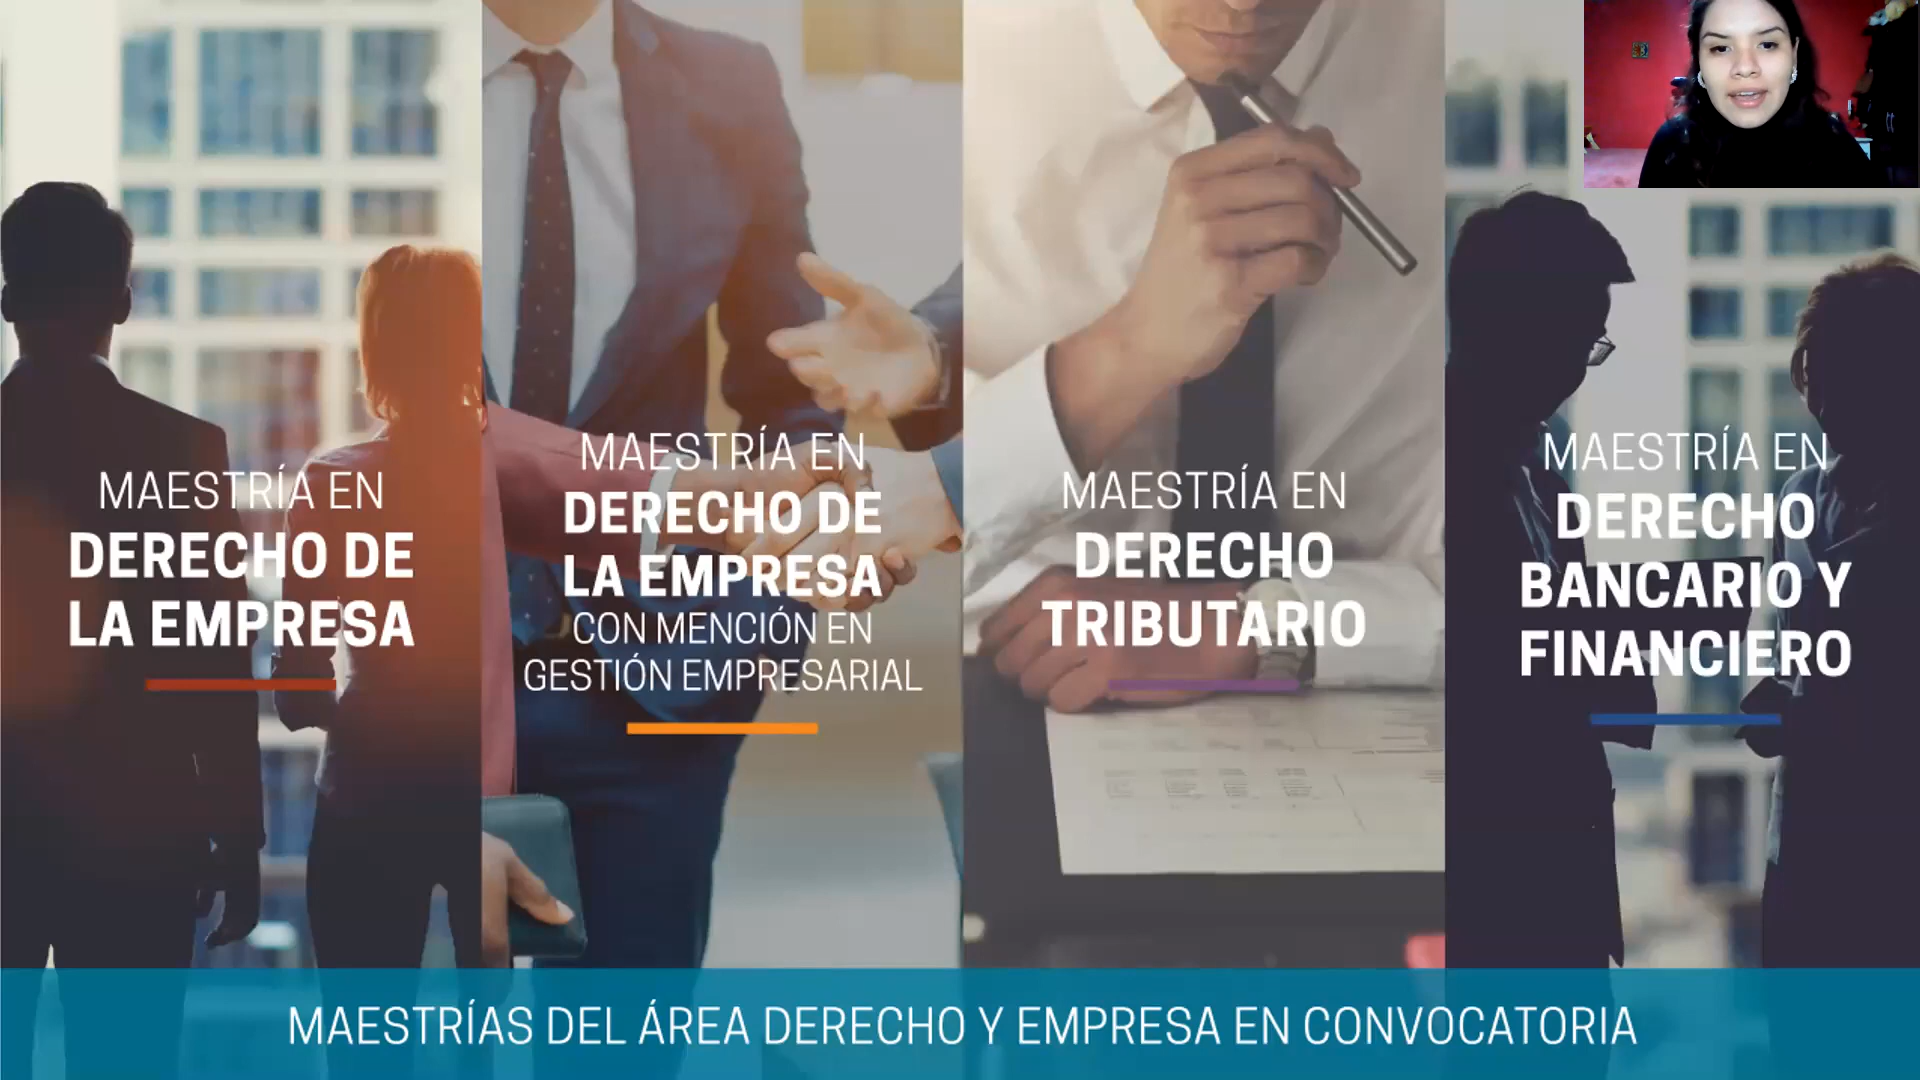 MAESTRÍA EN
DERECHO DE
LA EMPRESA
MAESTRÍA EN
DERECHO DE
LA EMPRESA
CON MENCIÓN EN
GESTIÓN EMPRESARIAL
MAESTRÍA EN
DERECHO
TRIBUTARIO
MAESTRÍA EN
DERECHO
BANCARIO Y
FINANCIERO
MAESTRÍAS DEL ÁREA DERECHO Y EMPRESA EN CONVOCATORIA